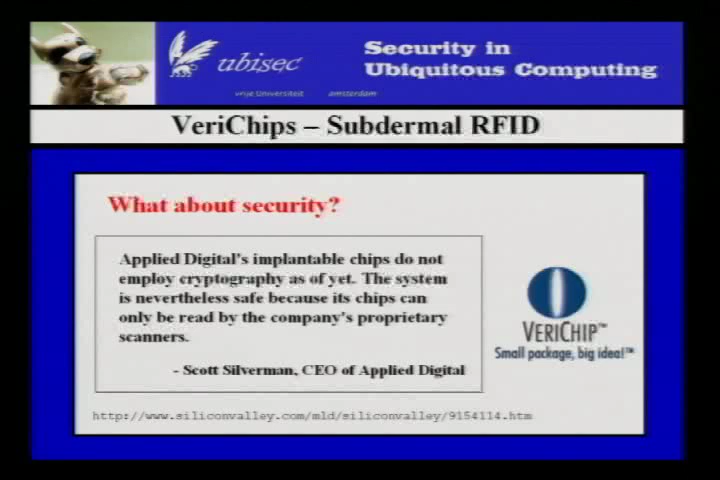 ubisec
Security in
Ubiquitous Computing
vrije Universiteit amsterdam
VeriChips – Subdermal RFID
What about security?
Applied Digital's implantable chips do not
employ cryptography as of yet. The system
is nevertheless safe because its chips can
only be read by the company's proprietary
scanners.
- Scott Silverman, CEO of Applied Digital
VERICHIP™
Small package, big idea!™
http://www.siliconvalley.com/mld/siliconvalley/9154114.htm